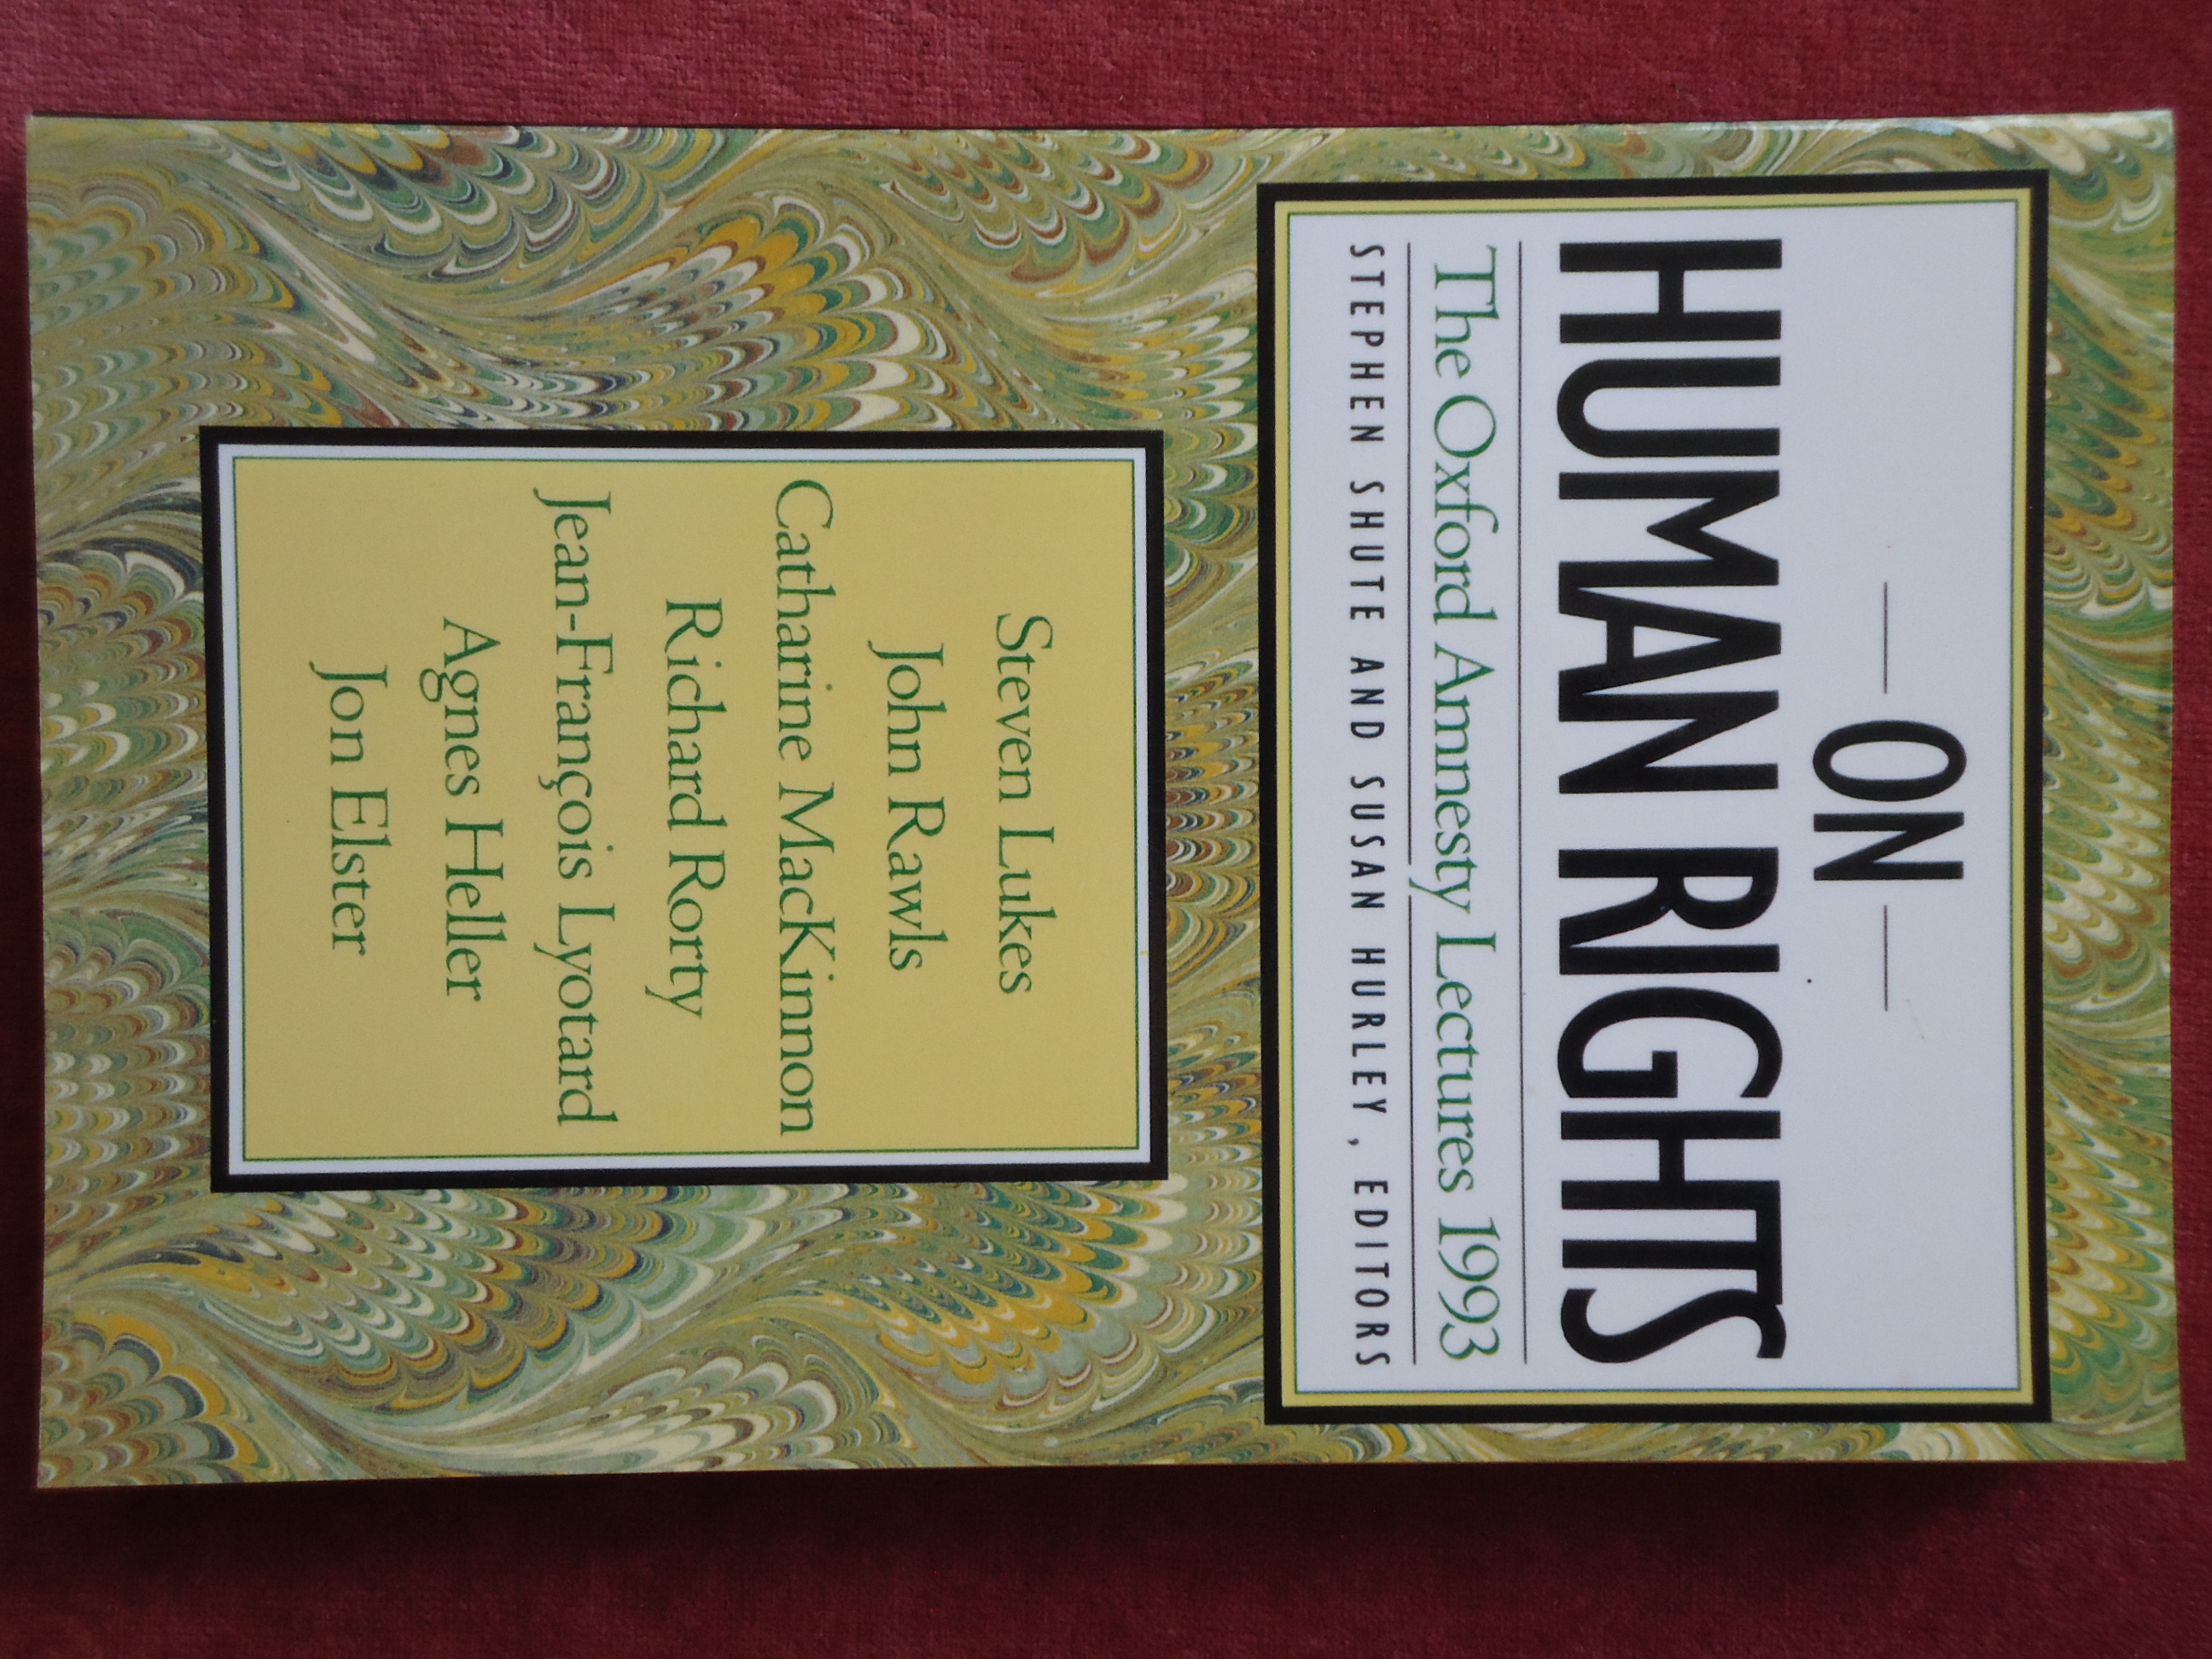 ON
HUMAN RIGHTS
The Oxford Amnesty Lectures 1993
STEPHEN SHUTE AND SUSAN HURLEY, EDITORS
Steven Lukes
John Rawls
Catharine MacKinnon
Richard Rorty
Jean-François Lyotard
Agnes Heller
Jon Elster